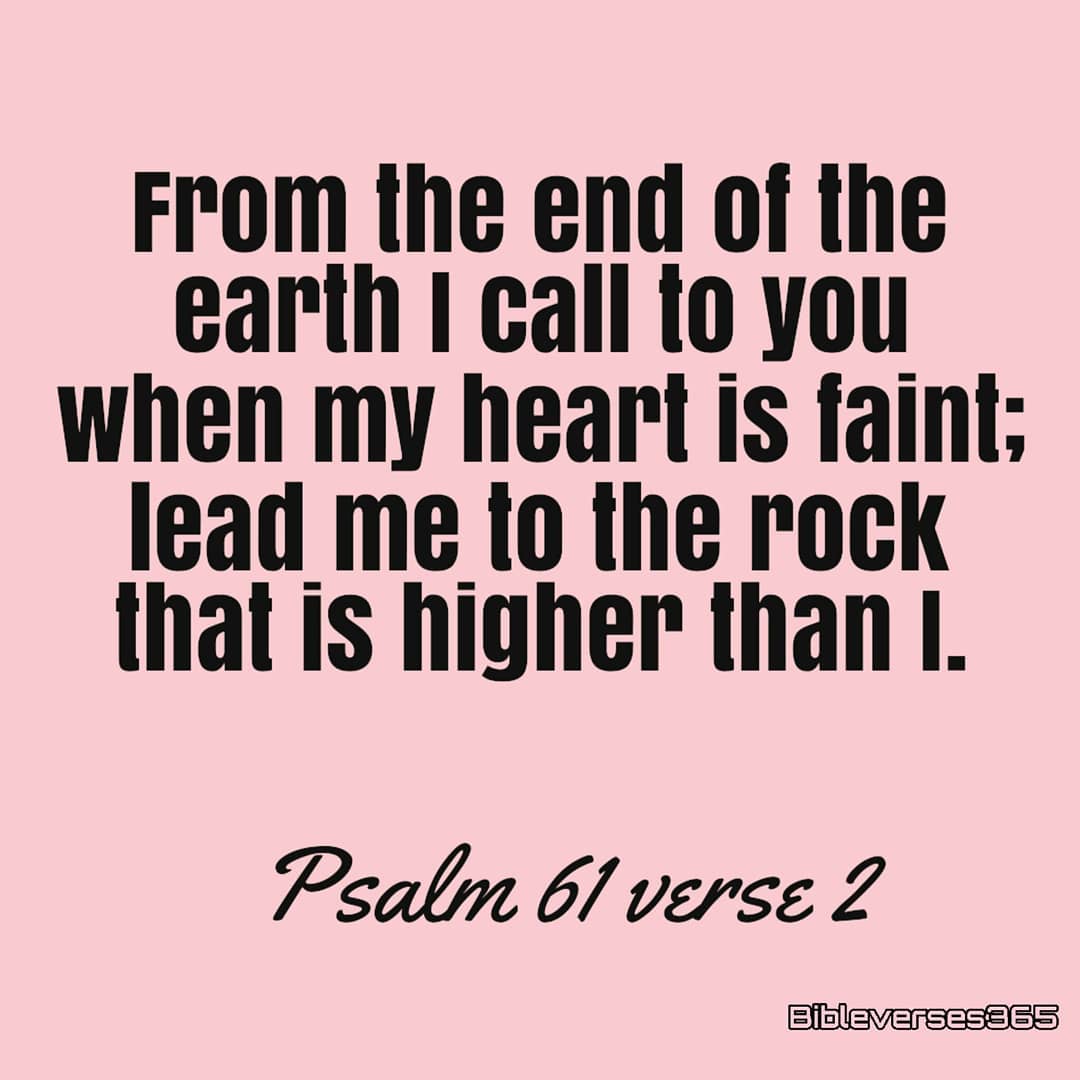 From the end of the
earth I call to you
when my heart is faint;
lead me to the rock
that is higher than I.
Psalm 61 verse 2
Bibleverses365